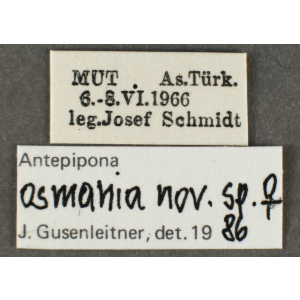 MUT . As.Türk.
6.-8.VI.1966
leg.Josef Schmidt
Antepipona
osmania nov. sp. ♀
J. Gusenleitner, det. 19 86